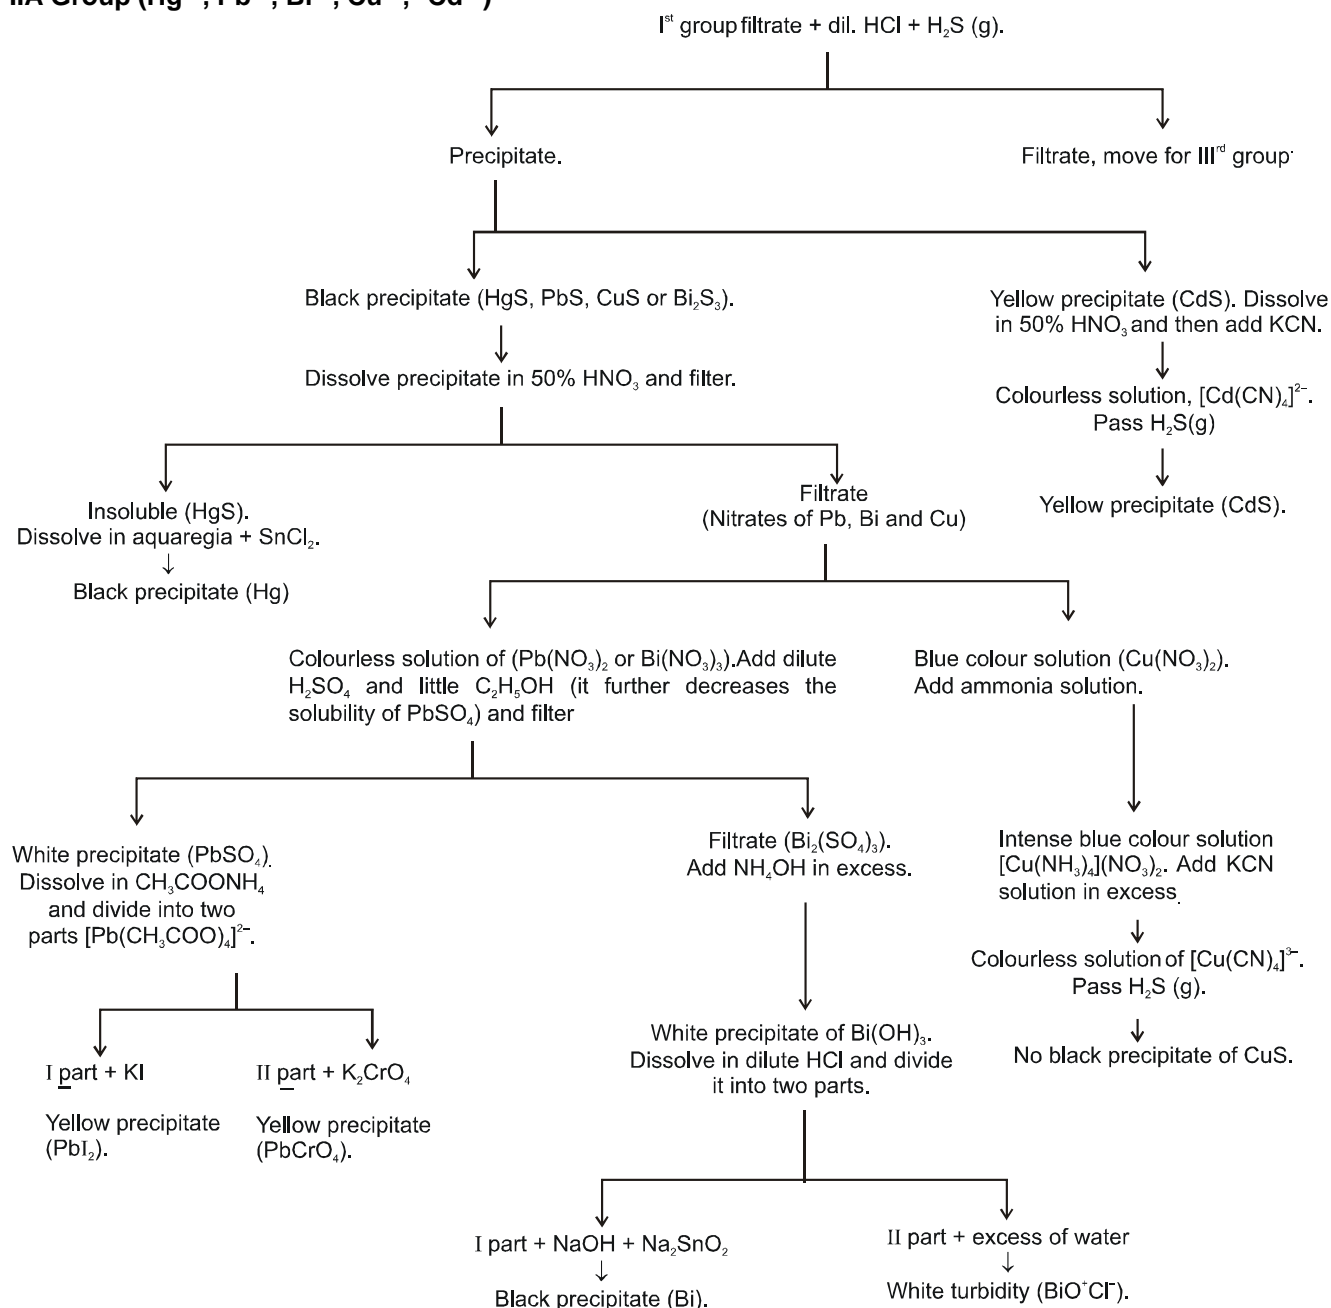 IIA Group (Hg²⁺, Pb²⁺, Bi³⁺, Cu²⁺, Cd²⁺)
Iˢᵗ group filtrate + dil. HCl + H₂S (g).
Precipitate.
Filtrate, move for IIIʳᵈ group.
Black precipitate (HgS, PbS, CuS or Bi₂S₃).
Yellow precipitate (CdS). Dissolve
in 50% HNO₃ and then add KCN.
Dissolve precipitate in 50% HNO₃ and filter.
Colourless solution, [Cd(CN)₄]²⁻.
Pass H₂S(g)
Yellow precipitate (CdS).
Insoluble (HgS).
Dissolve in aquaregia + SnCl₂.
↓
Black precipitate (Hg)
Filtrate
(Nitrates of Pb, Bi and Cu)
Colourless solution of (Pb(NO₃)₂ or Bi(NO₃)₃).Add dilute
H₂SO₄ and little C₂H₅OH (it further decreases the
solubility of PbSO₄) and filter
Blue colour solution (Cu(NO₃)₂).
Add ammonia solution.
White precipitate (PbSO₄).
Dissolve in CH₃COONH₄
and divide into two
parts [Pb(CH₃COO)₄]²⁻.
Filtrate (Bi₂(SO₄)₃).
Add NH₄OH in excess.
Intense blue colour solution
[Cu(NH₃)₄](NO₃)₂. Add KCN
solution in excess.
Colourless solution of [Cu(CN)₄]³⁻.
Pass H₂S (g).
No black precipitate of CuS.
I part + KI
Yellow precipitate
(PbI₂).
II part + K₂CrO₄
Yellow precipitate
(PbCrO₄).
White precipitate of Bi(OH)₃.
Dissolve in dilute HCl and divide
it into two parts.
I part + NaOH + Na₂SnO₂
↓
Black precipitate (Bi).
II part + excess of water
↓
White turbidity (BiO⁺Cl⁻).